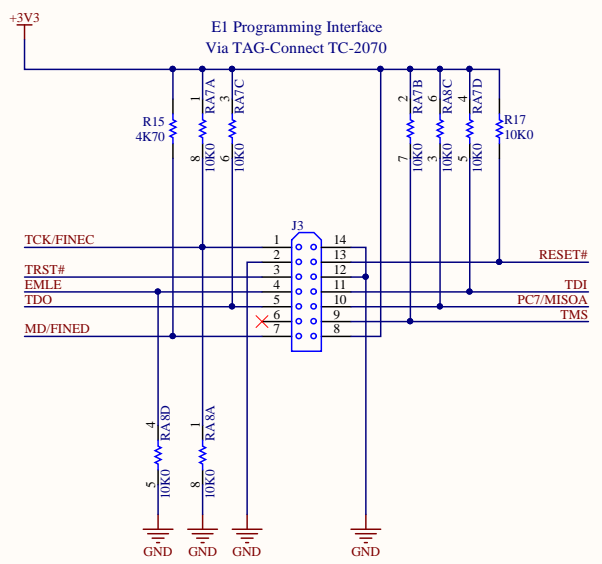 +3V3
E1 Programming Interface
Via TAG-Connect TC-2070
R15
4K70
1
RA7A
8
10K0
3
RA7C
6
10K0
2
RA7B
7
10K0
6
RA8C
3
10K0
4
RA7D
5
10K0
R17
10K0
J3
TCK/FINEC
1
14
2
13
RESET#
TRST#
3
12
EMLE
4
11
TDI
TDO
5
10
PC7/MISOA
6
9
TMS
MD/FINED
7
8
4
RA8D
5
10K0
1
RA8A
8
10K0
GND
GND
GND
GND